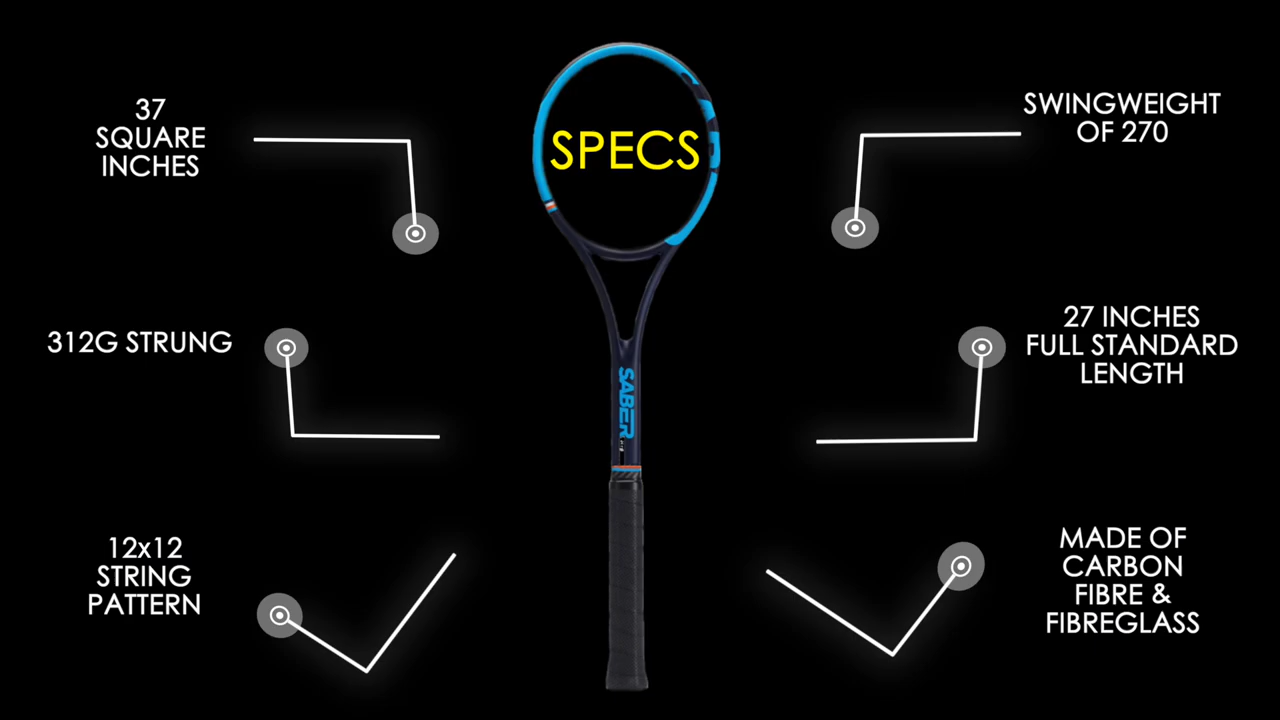 SPECS
37
SQUARE
INCHES
SWINGWEIGHT
OF 270
312G STRUNG
27 INCHES
FULL STANDARD
LENGTH
12x12
STRING
PATTERN
MADE OF
CARBON
FIBRE &
FIBREGLASS
SABER